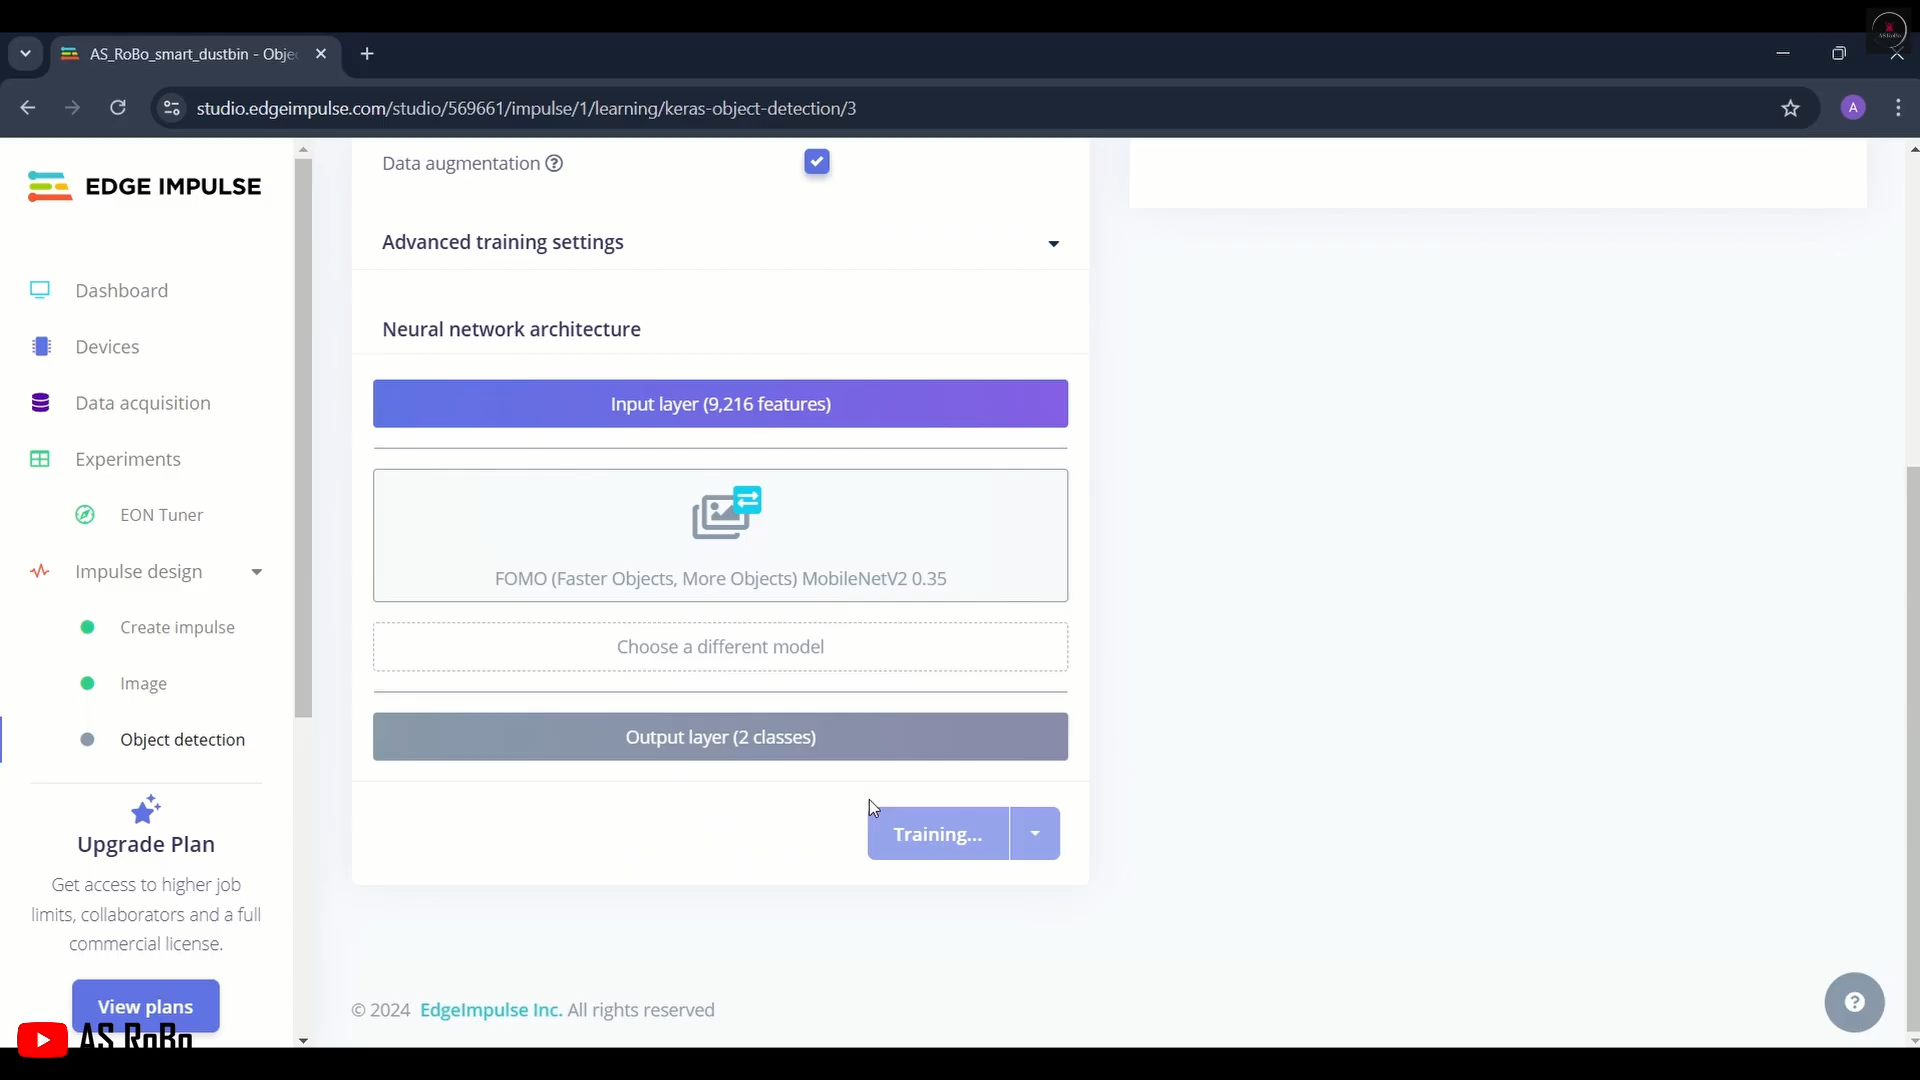 AS_RoBo_smart_dustbin - Obje
studio.edgeimpulse.com/studio/569661/impulse/1/learning/keras-object-detection/3
A
EDGE IMPULSE
Dashboard
Devices
Data acquisition
Experiments
EON Tuner
Impulse design
Create impulse
Image
Object detection
Upgrade Plan
Get access to higher job
limits, collaborators and a full
commercial license.
View plans
AS RoBo
Data augmentation
Advanced training settings
Neural network architecture
Input layer (9,216 features)
FOMO (Faster Objects, More Objects) MobileNetV2 0.35
Choose a different model
Output layer (2 classes)
Training...
© 2024 EdgeImpulse Inc. All rights reserved